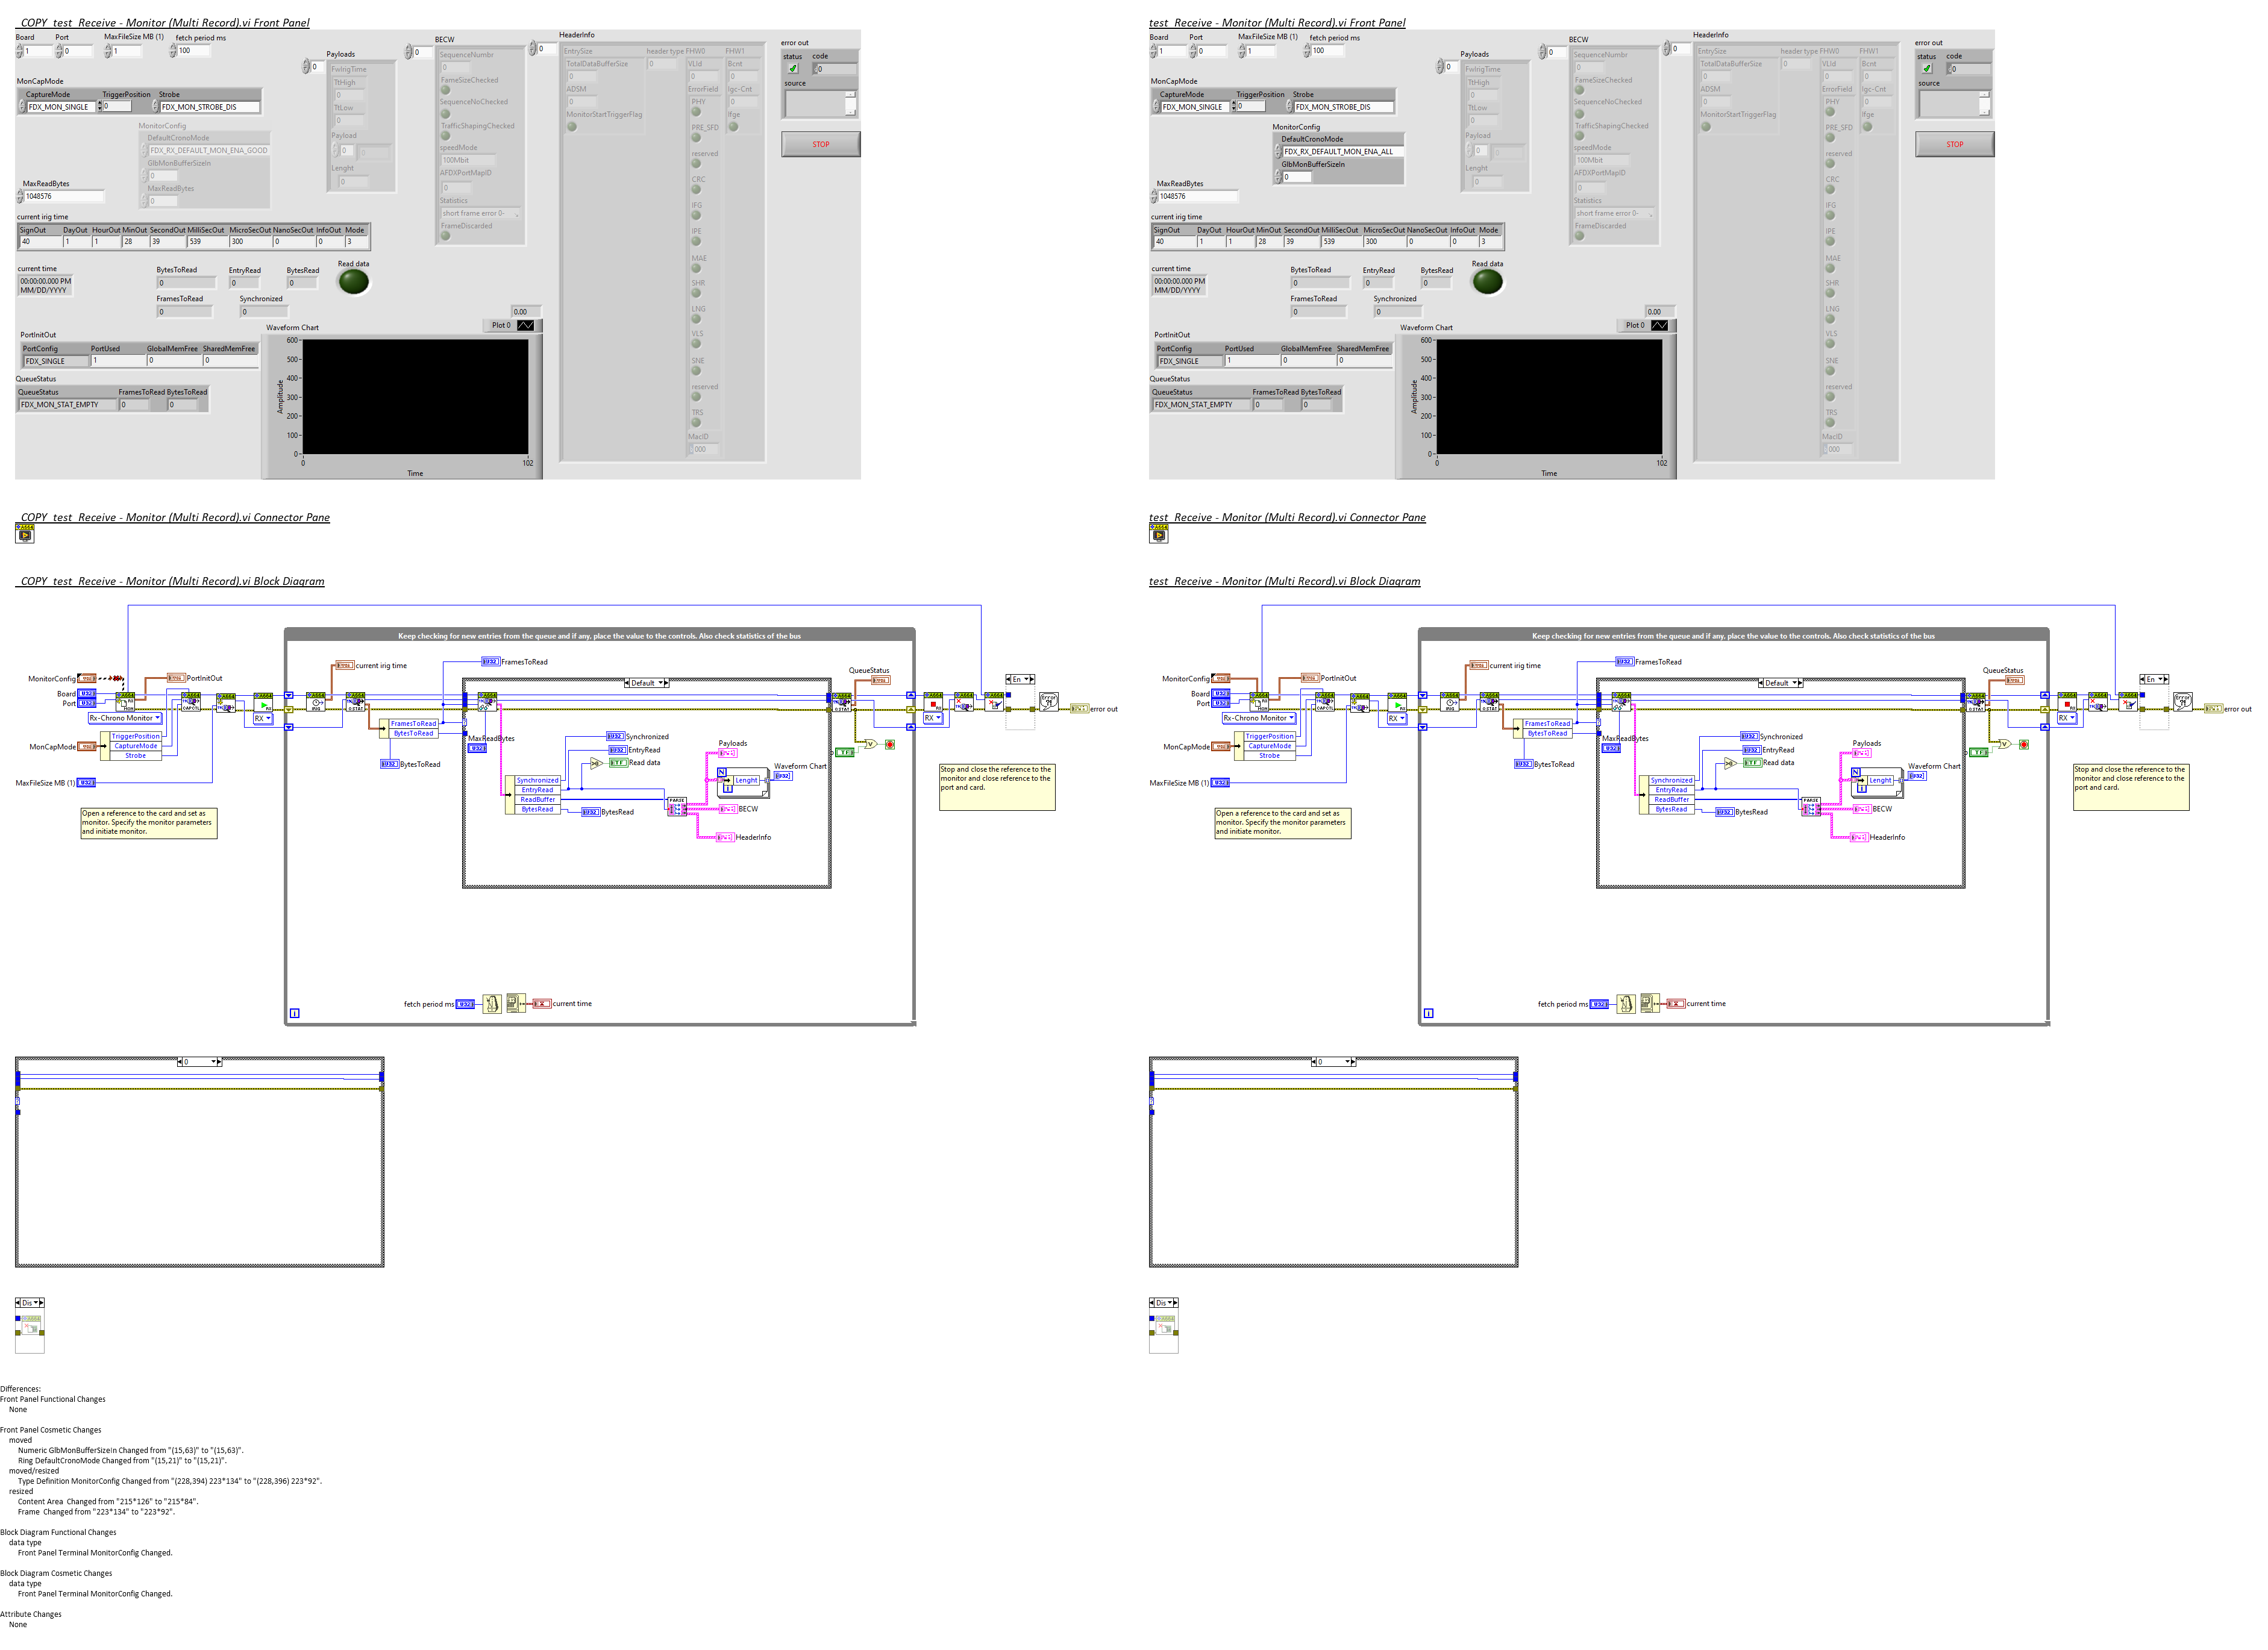 _COPY_test_Receive - Monitor (Multi Record).vi Front Panel
Board Port MaxFileSize MB (1) fetch period ms
1 0 1 100
MonCapMode
CaptureMode TriggerPosition Strobe
FDX_MON_SINGLE 0 FDX_MON_STROBE_DIS
MonitorConfig
DefaultCronoMode
FDX_RX_DEFAULT_MON_ENA_GOOD
GlbMonBufferSizeIn
0
MaxReadBytes
0
MaxReadBytes
1048576
current irig time
SignOut DayOut HourOut MinOut SecondOut MilliSecOut MicroSecOut NanoSecOut InfoOut Mode
40 1 1 28 39 539 300 0 0 3
current time
00:00:00.000 PM
MM/DD/YYYY
BytesToRead EntryRead BytesRead Read data
0 0 0
FramesToRead Synchronized
0 0
PortInitOut
PortConfig PortUsed GlobalMemFree SharedMemFree
FDX_SINGLE 1 0 0
QueueStatus
QueueStatus FramesToRead BytesToRead
FDX_MON_STAT_EMPTY 0 0
0.00
Waveform Chart Plot 0
600
500
400
300
200
100
0
Amplitude
0 102
Time
Payloads
0
FwIrigTime
TtHigh
0
TtLow
0
Payload
0
Lenght
0
BECW
0
SequenceNumbr
0
FameSizeChecked
SequenceNoChecked
TrafficShapingChecked
speedMode
100Mbit
AFDXPortMapID
0
Statistics
short frame error 0-
FrameDiscarded
HeaderInfo
0
EntrySize header type FHW0 FHW1
TotalDataBufferSize 0 VLId Bcnt
0 0 0
ADSM ErrorField Igc-Cnt
0 PHY 0
MonitorStartTriggerFlag Ifge
PRE_SFD
reserved
CRC
IFG
IPE
MAE
SHR
LNG
VLS
SNE
reserved
TRS
MacID
000
error out
status code
0
source
STOP
test_Receive - Monitor (Multi Record).vi Front Panel
Board Port MaxFileSize MB (1) fetch period ms
1 0 1 100
MonCapMode
CaptureMode TriggerPosition Strobe
FDX_MON_SINGLE 0 FDX_MON_STROBE_DIS
MonitorConfig
DefaultCronoMode
FDX_RX_DEFAULT_MON_ENA_ALL
GlbMonBufferSizeIn
0
MaxReadBytes
1048576
current irig time
SignOut DayOut HourOut MinOut SecondOut MilliSecOut MicroSecOut NanoSecOut InfoOut Mode
40 1 1 28 39 539 300 0 0 3
current time
00:00:00.000 PM
MM/DD/YYYY
BytesToRead EntryRead BytesRead Read data
0 0 0
FramesToRead Synchronized
0 0
PortInitOut
PortConfig PortUsed GlobalMemFree SharedMemFree
FDX_SINGLE 1 0 0
QueueStatus
QueueStatus FramesToRead BytesToRead
FDX_MON_STAT_EMPTY 0 0
0.00
Waveform Chart Plot 0
600
500
400
300
200
100
0
Amplitude
0 102
Time
Payloads
0
FwIrigTime
TtHigh
0
TtLow
0
Payload
0
Lenght
0
BECW
0
SequenceNumbr
0
FameSizeChecked
SequenceNoChecked
TrafficShapingChecked
speedMode
100Mbit
AFDXPortMapID
0
Statistics
short frame error 0-
FrameDiscarded
HeaderInfo
0
EntrySize header type FHW0 FHW1
TotalDataBufferSize 0 VLId Bcnt
0 0 0
ADSM ErrorField Igc-Cnt
0 PHY 0
MonitorStartTriggerFlag Ifge
PRE_SFD
reserved
CRC
IFG
IPE
MAE
SHR
LNG
VLS
SNE
reserved
TRS
MacID
000
error out
status code
0
source
STOP
_COPY_test_Receive - Monitor (Multi Record).vi Connector Pane
A664
test_Receive - Monitor (Multi Record).vi Connector Pane
A664
_COPY_test_Receive - Monitor (Multi Record).vi Block Diagram
Keep checking for new entries from the queue and if any, place the value to the controls. Also check statistics of the bus
MonitorConfig
Board
Port
PortInitOut
Rx-Chrono Monitor
TriggerPosition
CaptureMode
Strobe
MonCapMode
MaxFileSize MB (1)
Open a reference to the card and set as
monitor. Specify the monitor parameters
and initiate monitor.
RX
current irig time
FramesToRead
Default
FramesToRead
BytesToRead
BytesToRead
MaxReadBytes
Synchronized
EntryRead
ReadBuffer
BytesRead
Synchronized
EntryRead
Read data
BytesRead
PARSE
Payloads
N
Lenght
i
Waveform Chart
BECW
HeaderInfo
QueueStatus
RX
En
error out
Stop and close the reference to the
monitor and close reference to the
port and card.
fetch period ms
current time
i
test_Receive - Monitor (Multi Record).vi Block Diagram
Keep checking for new entries from the queue and if any, place the value to the controls. Also check statistics of the bus
MonitorConfig
Board
Port
PortInitOut
Rx-Chrono Monitor
TriggerPosition
CaptureMode
Strobe
MonCapMode
MaxFileSize MB (1)
Open a reference to the card and set as
monitor. Specify the monitor parameters
and initiate monitor.
RX
current irig time
FramesToRead
Default
FramesToRead
BytesToRead
BytesToRead
MaxReadBytes
Synchronized
EntryRead
ReadBuffer
BytesRead
Synchronized
EntryRead
Read data
BytesRead
PARSE
Payloads
N
Lenght
i
Waveform Chart
BECW
HeaderInfo
QueueStatus
RX
En
error out
Stop and close the reference to the
monitor and close reference to the
port and card.
fetch period ms
current time
i
0
0
Dis
Dis
Differences:
Front Panel Functional Changes
None
Front Panel Cosmetic Changes
moved
Numeric GlbMonBufferSizeIn Changed from "(15,63)" to "(15,63)".
Ring DefaultCronoMode Changed from "(15,21)" to "(15,21)".
moved/resized
Type Definition MonitorConfig Changed from "(228,394) 223*134" to "(228,396) 223*92".
resized
Content Area  Changed from "215*126" to "215*84".
Frame  Changed from "223*134" to "223*92".
Block Diagram Functional Changes
data type
Front Panel Terminal MonitorConfig Changed.
Block Diagram Cosmetic Changes
data type
Front Panel Terminal MonitorConfig Changed.
Attribute Changes
None